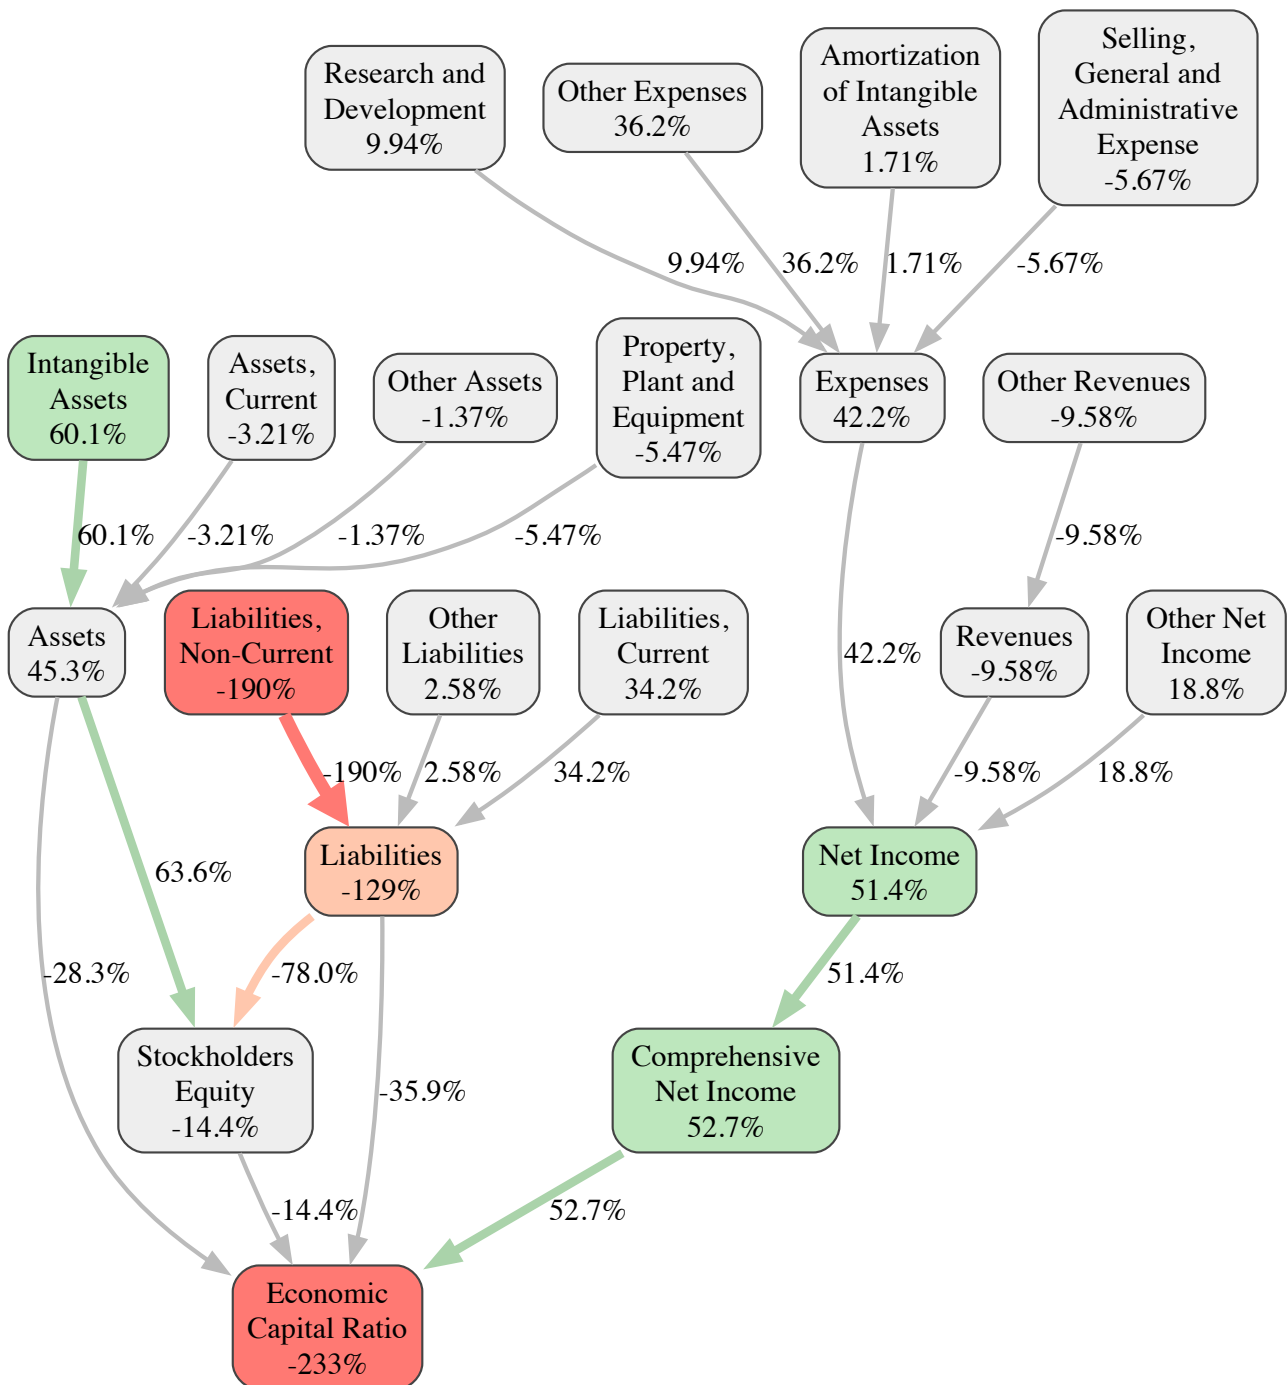 Research and
Development
9.94%
Other Expenses
36.2%
Amortization
of Intangible
Assets
1.71%
Selling,
General and
Administrative
Expense
-5.67%
9.94%
36.2%
1.71%
-5.67%
Intangible
Assets
60.1%
Assets,
Current
-3.21%
Other Assets
-1.37%
Property,
Plant and
Equipment
-5.47%
Expenses
42.2%
Other Revenues
-9.58%
60.1%
-3.21%
-1.37%
-5.47%
-9.58%
Assets
45.3%
Liabilities,
Non-Current
-190%
Other
Liabilities
2.58%
Liabilities,
Current
34.2%
42.2%
Revenues
-9.58%
Other Net
Income
18.8%
-190%
2.58%
34.2%
-9.58%
18.8%
63.6%
Liabilities
-129%
Net Income
51.4%
-28.3%
-78.0%
51.4%
Stockholders
Equity
-14.4%
-35.9%
Comprehensive
Net Income
52.7%
-14.4%
52.7%
Economic
Capital Ratio
-233%